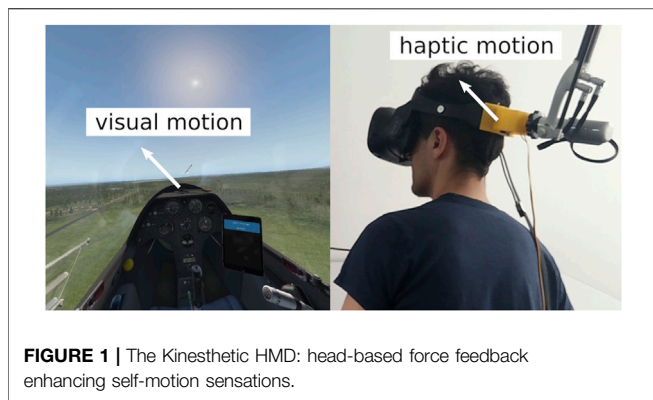 visual motion
haptic motion
FIGURE 1 | The Kinesthetic HMD: head-based force feedback
enhancing self-motion sensations.